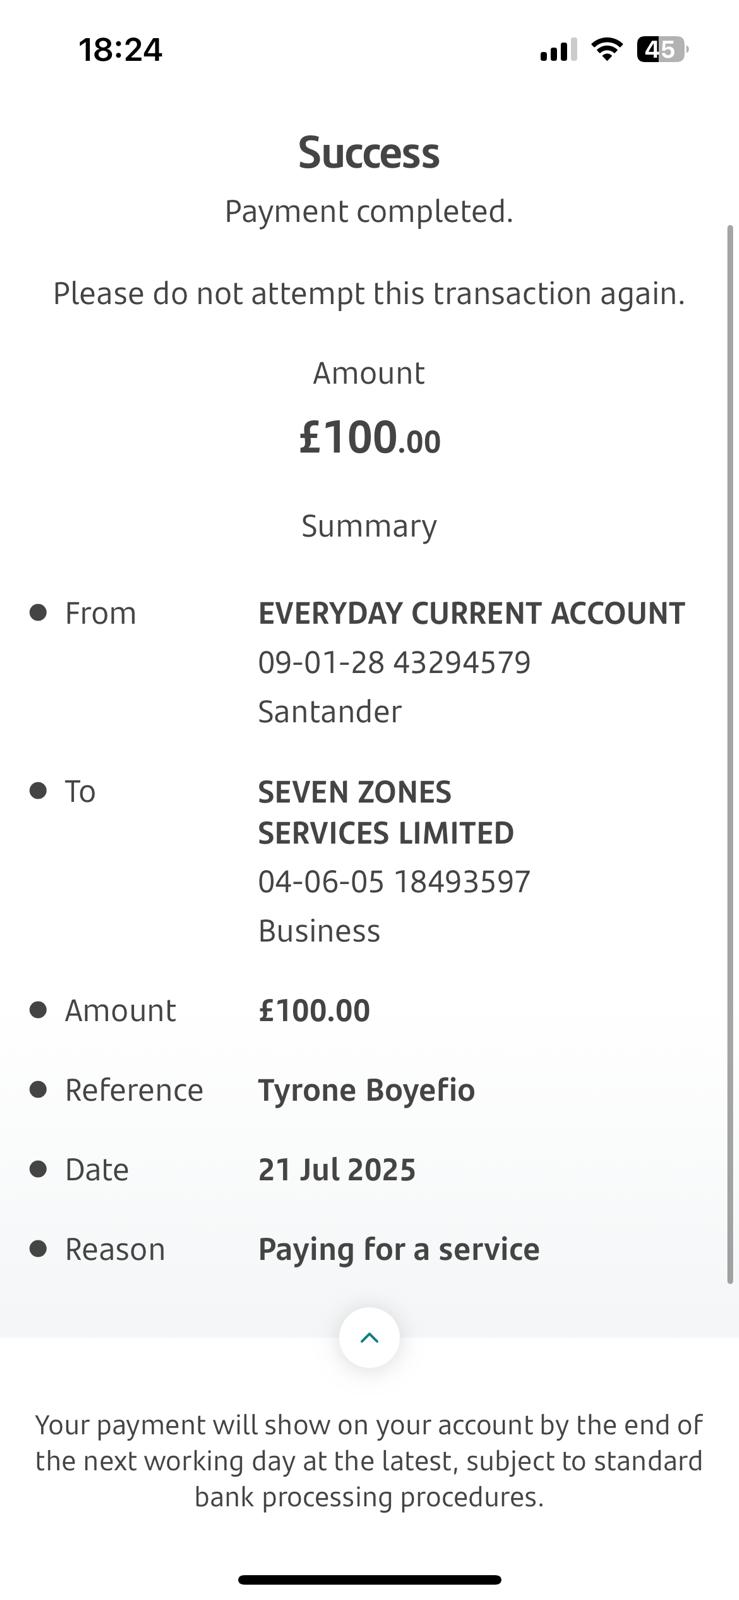 18:24
45
Success
Payment completed.
Please do not attempt this transaction again.
Amount
£100.00
Summary
From
EVERYDAY CURRENT ACCOUNT
09-01-28 43294579
Santander
To
SEVEN ZONES
SERVICES LIMITED
04-06-05 18493597
Business
Amount
£100.00
Reference
Tyrone Boyefio
Date
21 Jul 2025
Reason
Paying for a service
Your payment will show on your account by the end of
the next working day at the latest, subject to standard
bank processing procedures.